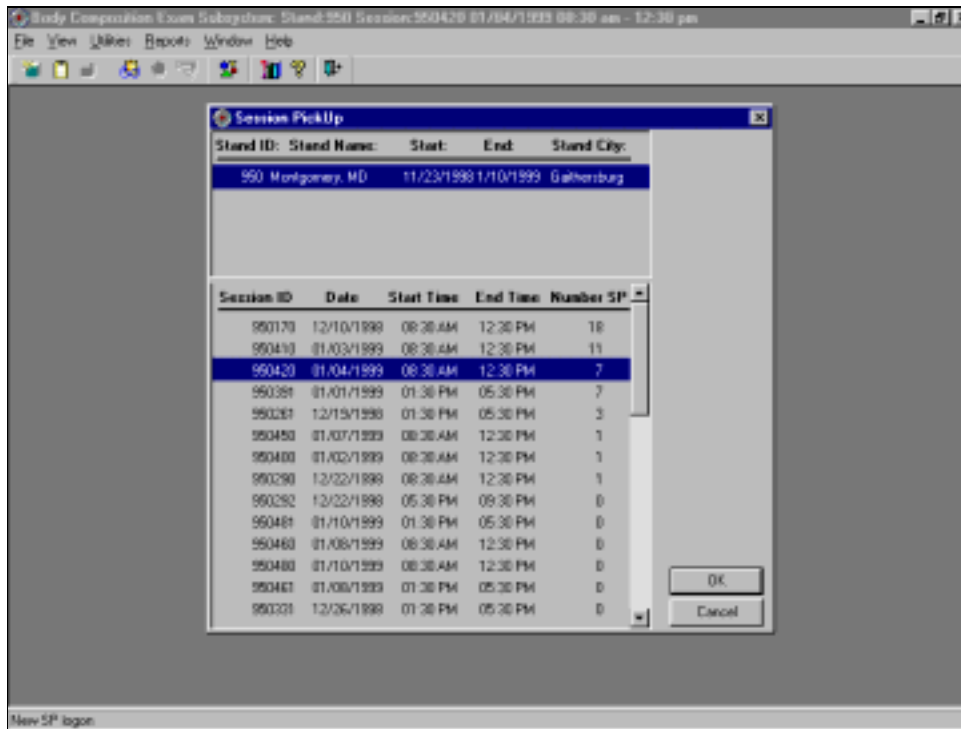 Body Composition Exam Subsystem: Stand:950 Session:950420 01/04/1999 08:30 am - 12:30 pm
File View Utilities Reports Window Help
Session PickUp
Stand ID: Stand Name: Start: End: Stand City:
950 Montgomery, MD 11/23/1998 1/10/1999 Gaithersburg
Session ID Date Start Time End Time Number SP
950170 12/10/1998 08:30 AM 12:30 PM 18
950410 01/03/1999 08:30 AM 12:30 PM 11
950420 01/04/1999 08:30 AM 12:30 PM 7
950391 01/01/1999 01:30 PM 05:30 PM 7
950261 12/19/1998 01:30 PM 05:30 PM 3
950450 01/07/1999 08:30 AM 12:30 PM 1
950400 01/02/1999 08:30 AM 12:30 PM 1
950290 12/22/1998 08:30 AM 12:30 PM 1
950292 12/22/1998 05:30 PM 09:30 PM 0
950481 01/10/1999 01:30 PM 05:30 PM 0
950460 01/08/1999 08:30 AM 12:30 PM 0
950480 01/10/1999 08:30 AM 12:30 PM 0
950461 01/08/1999 01:30 PM 05:30 PM 0
950331 12/26/1998 01:30 PM 05:30 PM 0
OK
Cancel
New SP logon